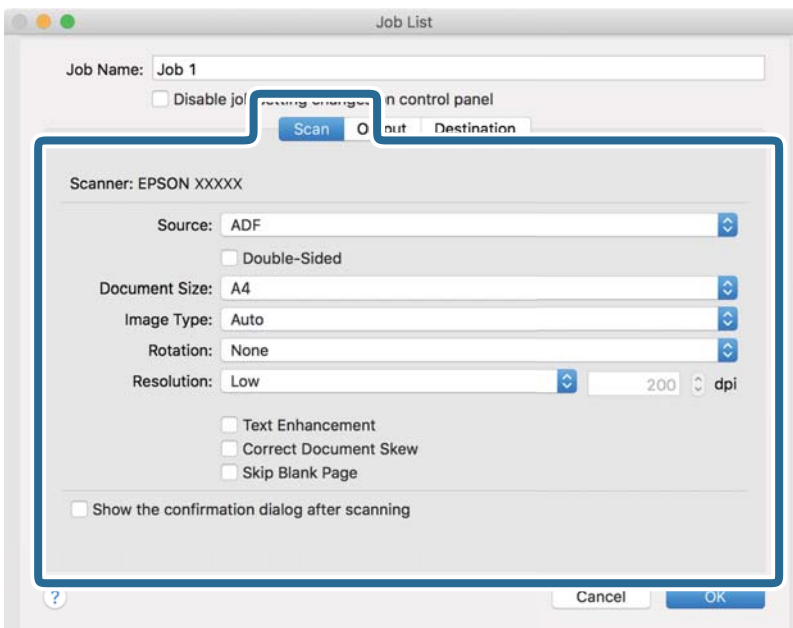 Job List
Job Name: Job 1
Disable job control panel
Scan Destination
Scanner: EPSON XXXXX
Source: ADF
Double-Sided
Document Size: A4
Image Type: Auto
Rotation: None
Resolution: Low 200 dpi
Text Enhancement
Correct Document Skew
Skip Blank Page
Show the confirmation dialog after scanning
? Cancel OK